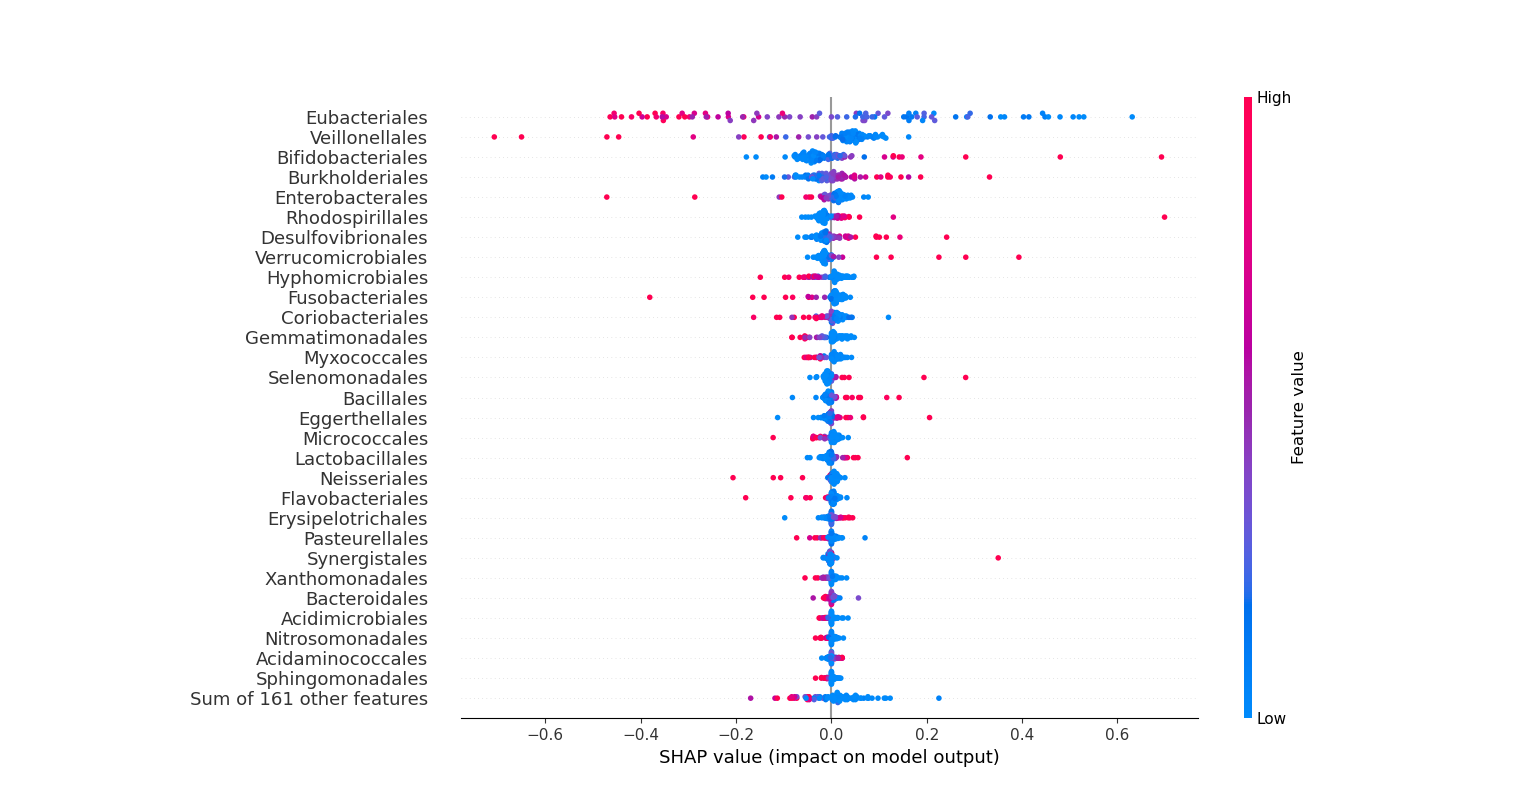 High
Eubacteriales
Veillonellales
Bifidobacteriales
Burkholderiales
Enterobacterales
Rhodospirillales
Desulfovibrionales
Verrucomicrobiales
Hyphomicrobiales
Fusobacteriales
Coriobacteriales
Gemmatimonadales
Myxococcales
Selenomonadales
Bacillales
Eggerthellales
Micrococcales
Lactobacillales
Neisseriales
Flavobacteriales
Erysipelotrichales
Pasteurellales
Synergistales
Xanthomonadales
Bacteroidales
Acidimicrobiales
Nitrosomonadales
Acidaminococcales
Sphingomonadales
Sum of 161 other features
Feature value
Low
−0.6 −0.4 −0.2 0.0 0.2 0.4 0.6
SHAP value (impact on model output)